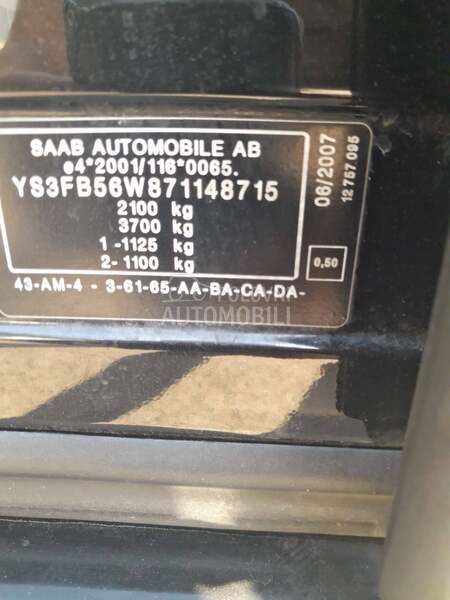 SAAB AUTOMOBILE AB
e4*2001/116*0065.
YS3FB56W871148715
2100 kg
3700 kg
1 -1125 kg
2- 1100 kg
43-AM-4 - 3-61-65-AA-BA-CA-DA-
06/2007
12 757 095
0,50
POLOVNI
AUTOMOBILI